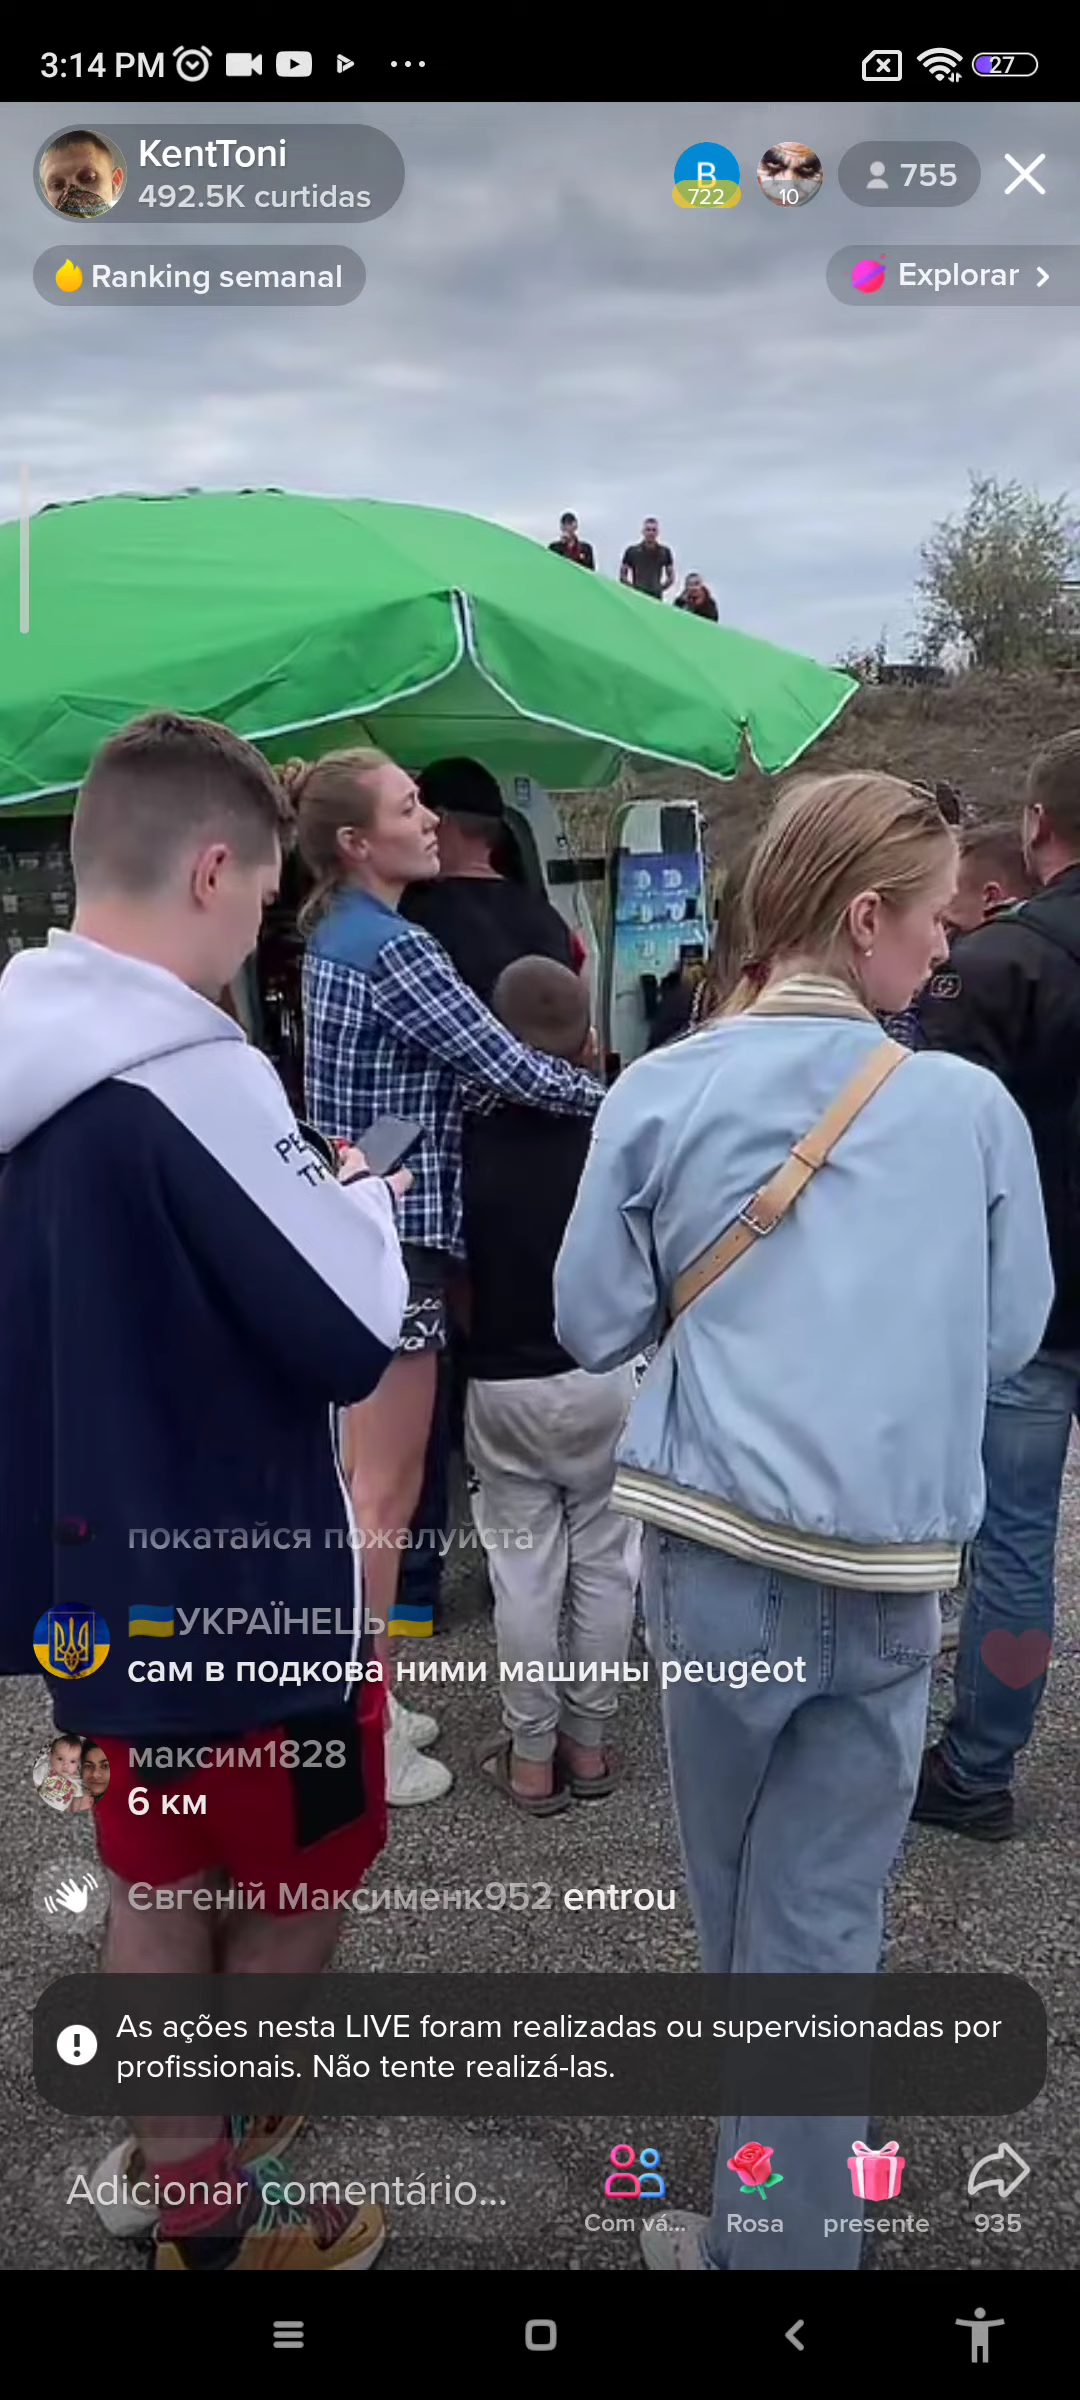 3:14 PM
27
KentToni
492.5K curtidas
B
722
10
755
Ranking semanal
Explorar
PE
TH
покатайся пожалуйста
🇺🇦УКРАЇНЕЦЬ🇺🇦
сам в подкова ними машины peugeot
максим1828
6 км
Євгеній Максименк952 entrou
As ações nesta LIVE foram realizadas ou supervisionadas por
profissionais. Não tente realizá-las.
Adicionar comentário...
Com vá...
Rosa
presente
935